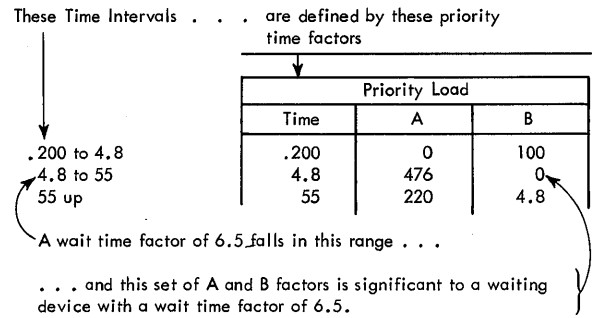 These Time Intervals . . . are defined by these priority
time factors
Priority Load
Time A B
.200 to 4.8 .200 0 100
4.8 to 55 4.8 476 0
55 up 55 220 4.8
A wait time factor of 6.5 falls in this range . . .
. . . and this set of A and B factors is significant to a waiting
device with a wait time factor of 6.5.